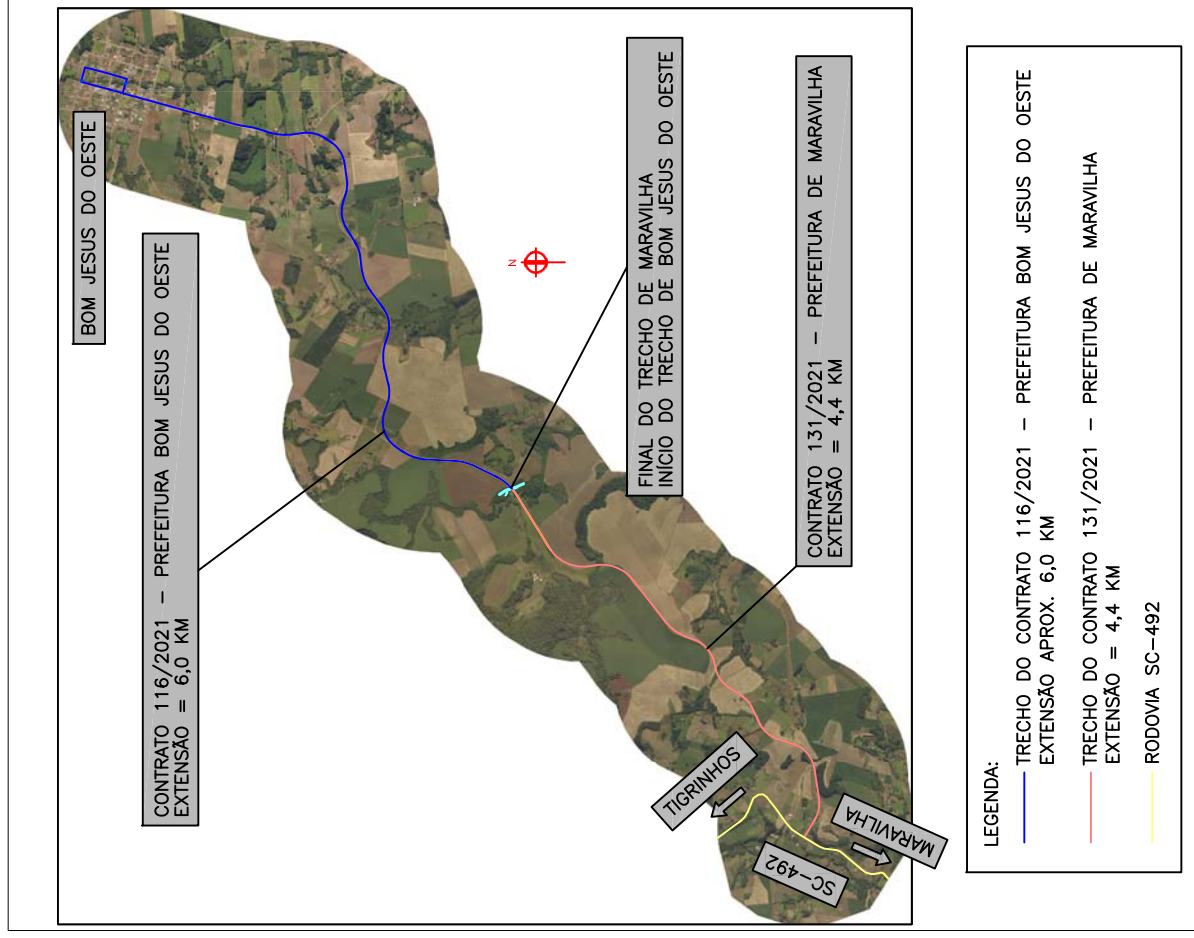 BOM JESUS DO OESTE
CONTRATO 116/2021 - PREFEITURA BOM JESUS DO OESTE
EXTENSÃO = 6,0 KM
N
FINAL DO TRECHO DE MARAVILHA
INÍCIO DO TRECHO DE BOM JESUS DO OESTE
CONTRATO 131/2021 - PREFEITURA DE MARAVILHA
EXTENSÃO = 4,4 KM
TIGRINHOS
SC-492
MARAVILHA
LEGENDA:
TRECHO DO CONTRATO 116/2021 - PREFEITURA BOM JESUS DO OESTE
EXTENSÃO APROX. 6,0 KM
TRECHO DO CONTRATO 131/2021 - PREFEITURA DE MARAVILHA
EXTENSÃO = 4,4 KM
RODOVIA SC-492